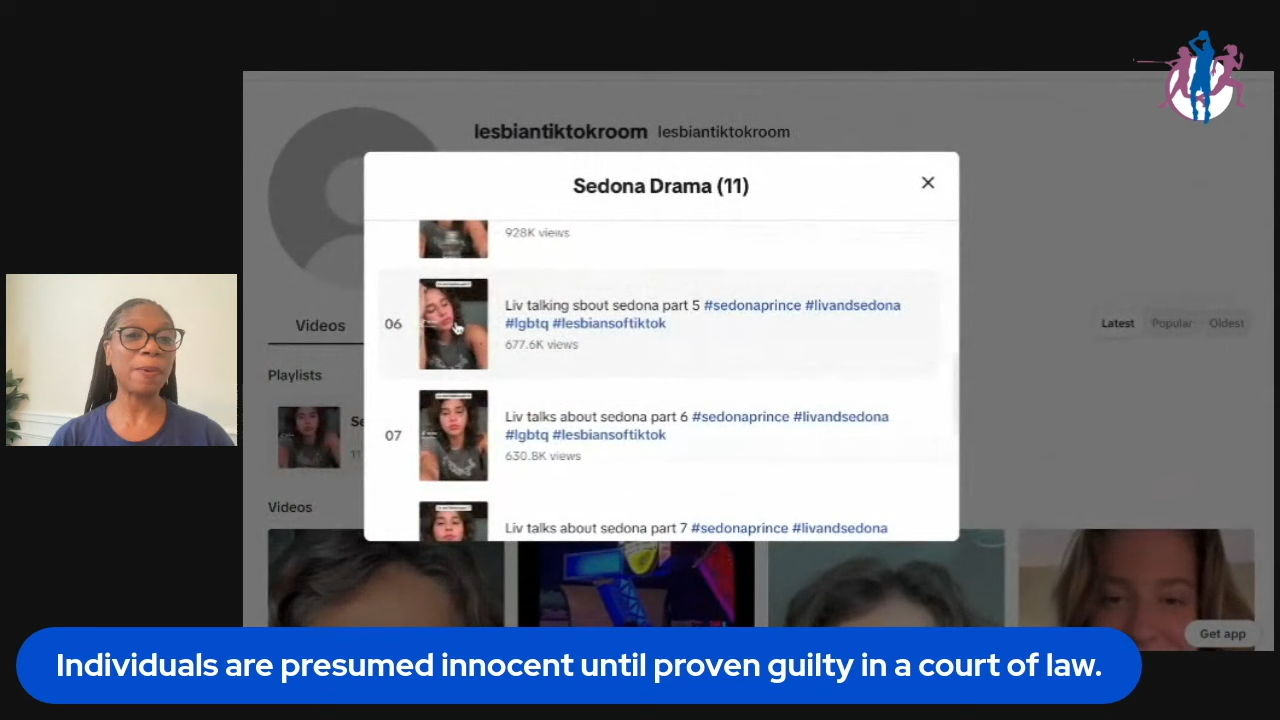 lesbiantiktokroom lesbiantiktokroom
Sedona Drama (11)
928K views
06
Liv talking sbout sedona part 5 #sedonaprince #livandsedona
#lgbtq #lesbiansoftiktok
677.6K views
07
Liv talks about sedona part 6 #sedonaprince #livandsedona
#lgbtq #lesbiansoftiktok
630.8K views
Liv talks about sedona part 7 #sedonaprince #livandsedona
Videos
Latest Popular Oldest
Playlists
Se
11
Videos
Get app
Individuals are presumed innocent until proven guilty in a court of law.